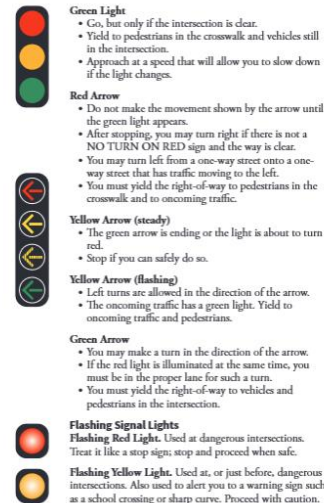 Green Light
• Go, but only if the intersection is clear.
• Yield to pedestrians in the crosswalk and vehicles still
in the intersection.
• Approach at a speed that will allow you to slow down
if the light changes.
Red Arrow
• Do not make the movement shown by the arrow until
the green light appears.
• After stopping, you may turn right if there is not a
NO TURN ON RED sign and the way is clear.
• You may turn left from a one-way street onto a one-
way street that has traffic moving to the left.
• You must yield the right-of-way to pedestrians in the
crosswalk and to oncoming traffic.
Yellow Arrow (steady)
• The green arrow is ending or the light is about to turn
red.
• Stop if you can safely do so.
Yellow Arrow (flashing)
• Left turns are allowed in the direction of the arrow.
• The oncoming traffic has a green light. Yield to
oncoming traffic and pedestrians.
Green Arrow
• You may make a turn in the direction of the arrow.
• If the red light is illuminated at the same time, you
must be in the proper lane for such a turn.
• You must yield the right-of-way to vehicles and
pedestrians in the intersection.
Flashing Signal Lights
Flashing Red Light. Used at dangerous intersections.
Treat it like a stop sign; stop and proceed when safe.
Flashing Yellow Light. Used at, or just before, dangerous
intersections. Also used to alert you to a warning sign such
as a school crossing or sharp curve. Proceed with caution.